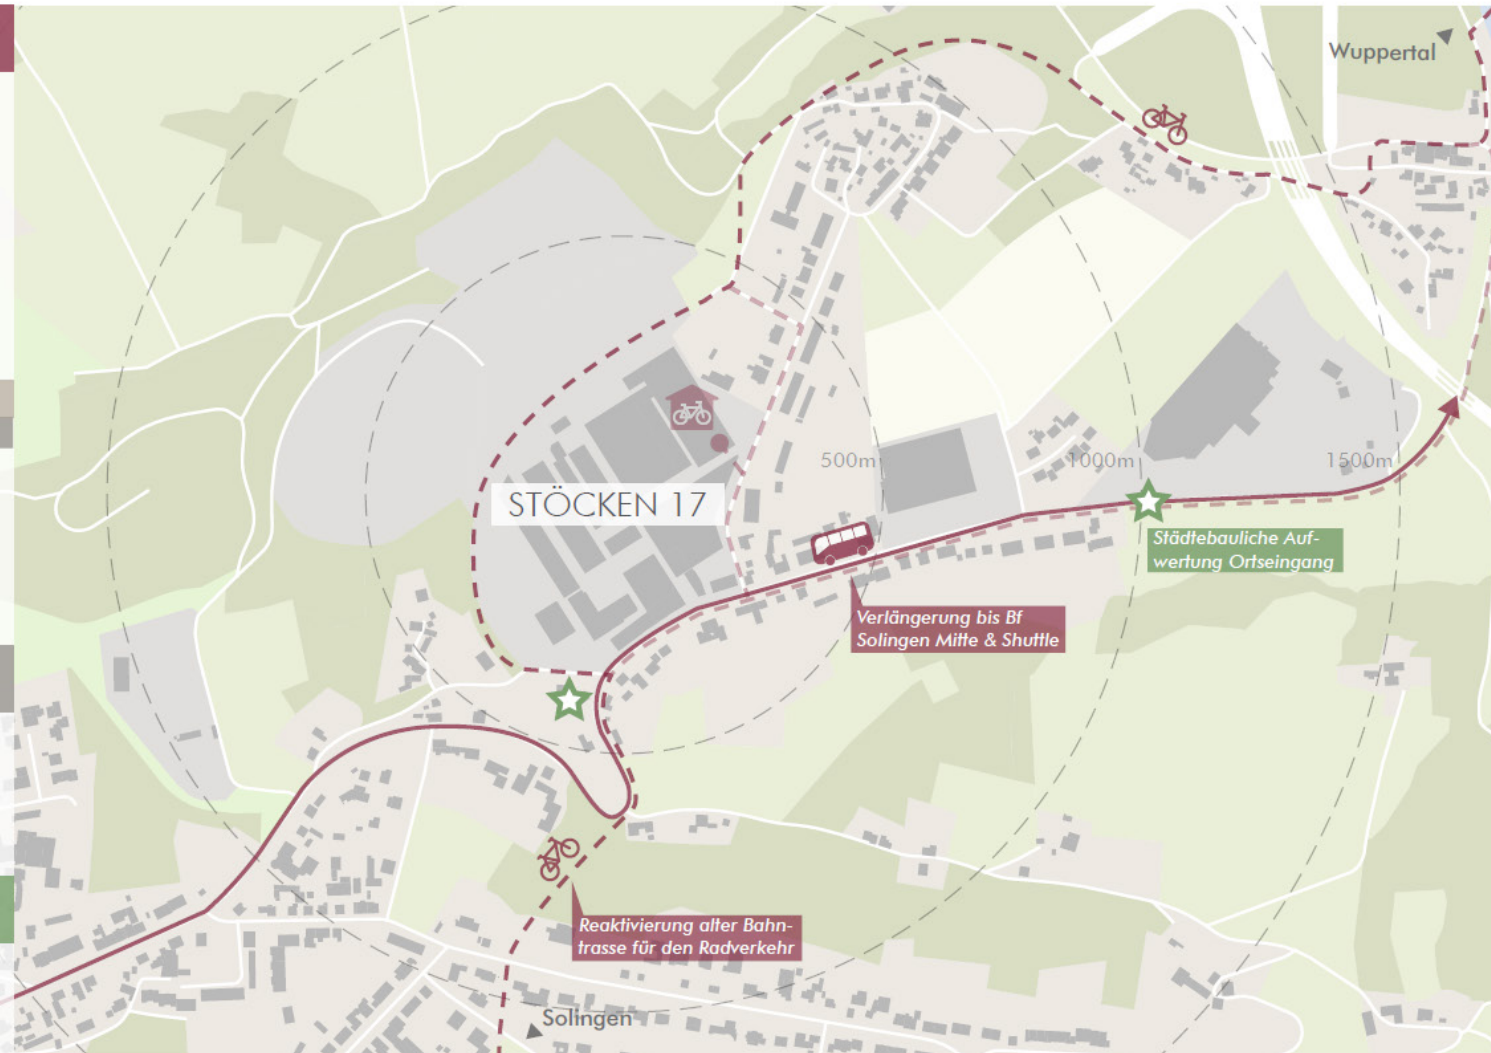 Wuppertal
500m
1000m
1500m
STÖCKEN 17
Städtebauliche Auf-
wertung Ortseingang
Verlängerung bis Bf
Solingen Mitte & Shuttle
Reaktivierung alter Bahn-
trasse für den Radverkehr
Solingen